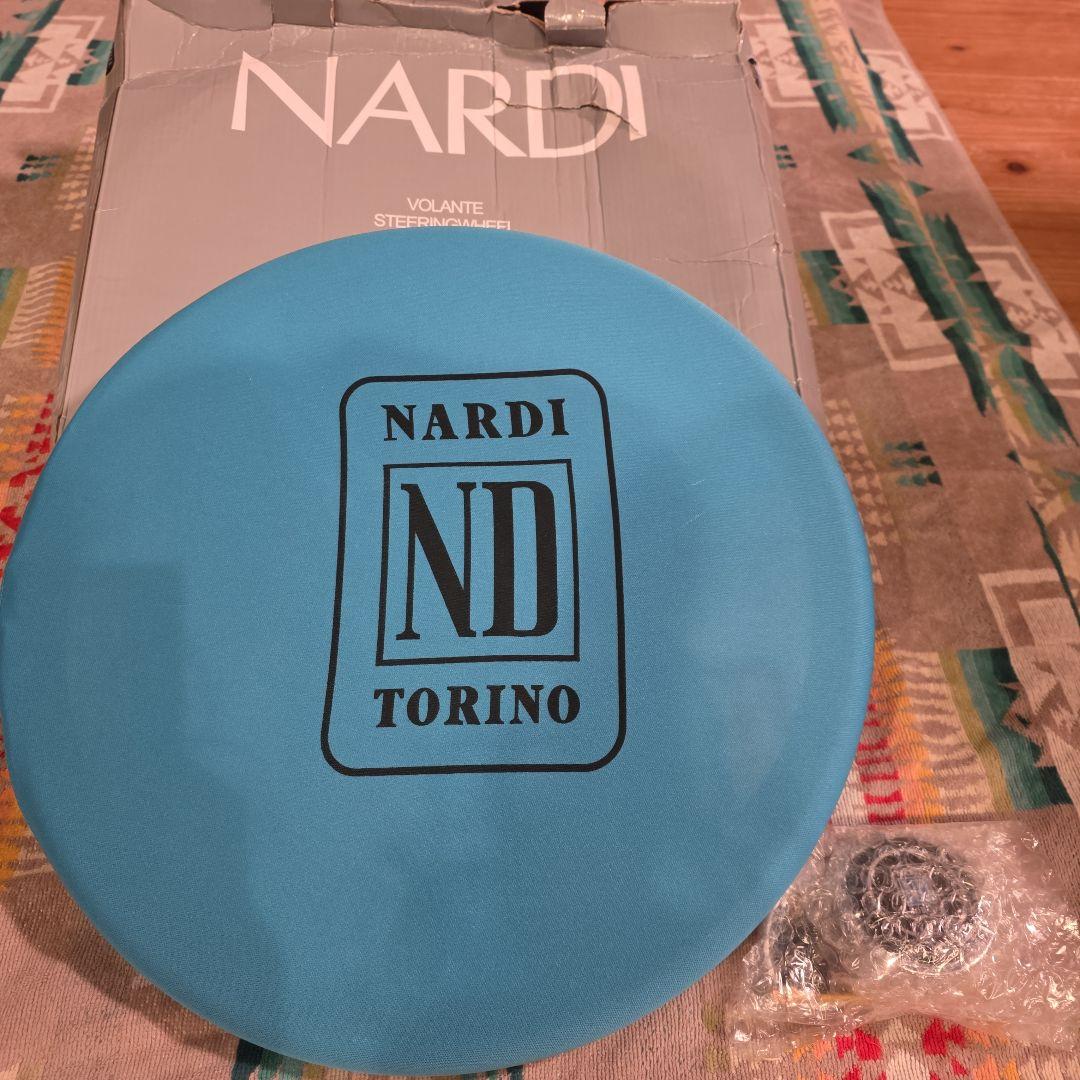 NARDI
VOLANTE
STEERINGWHEEL
NARDI
ND
TORINO